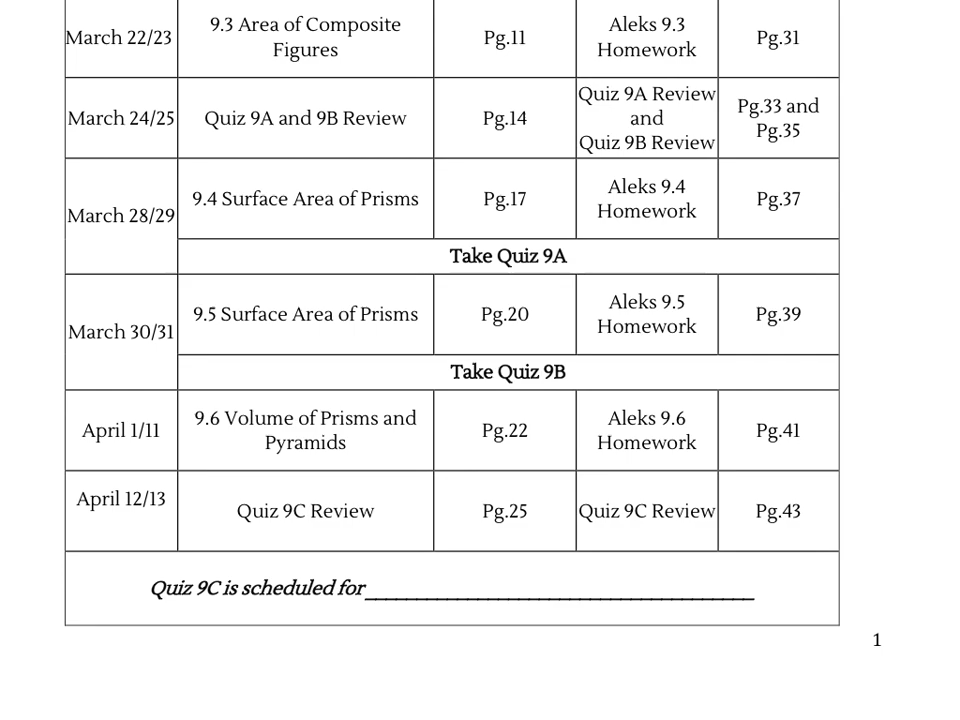 March 22/23
9.3 Area of Composite
Figures
Pg.11
Aleks 9.3
Homework
Pg.31
March 24/25
Quiz 9A and 9B Review
Pg.14
Quiz 9A Review
and
Quiz 9B Review
Pg.33 and
Pg.35
March 28/29
9.4 Surface Area of Prisms
Pg.17
Aleks 9.4
Homework
Pg.37
Take Quiz 9A
March 30/31
9.5 Surface Area of Prisms
Pg.20
Aleks 9.5
Homework
Pg.39
Take Quiz 9B
April 1/11
9.6 Volume of Prisms and
Pyramids
Pg.22
Aleks 9.6
Homework
Pg.41
April 12/13
Quiz 9C Review
Pg.25
Quiz 9C Review
Pg.43
Quiz 9C is scheduled for______________________________________
1